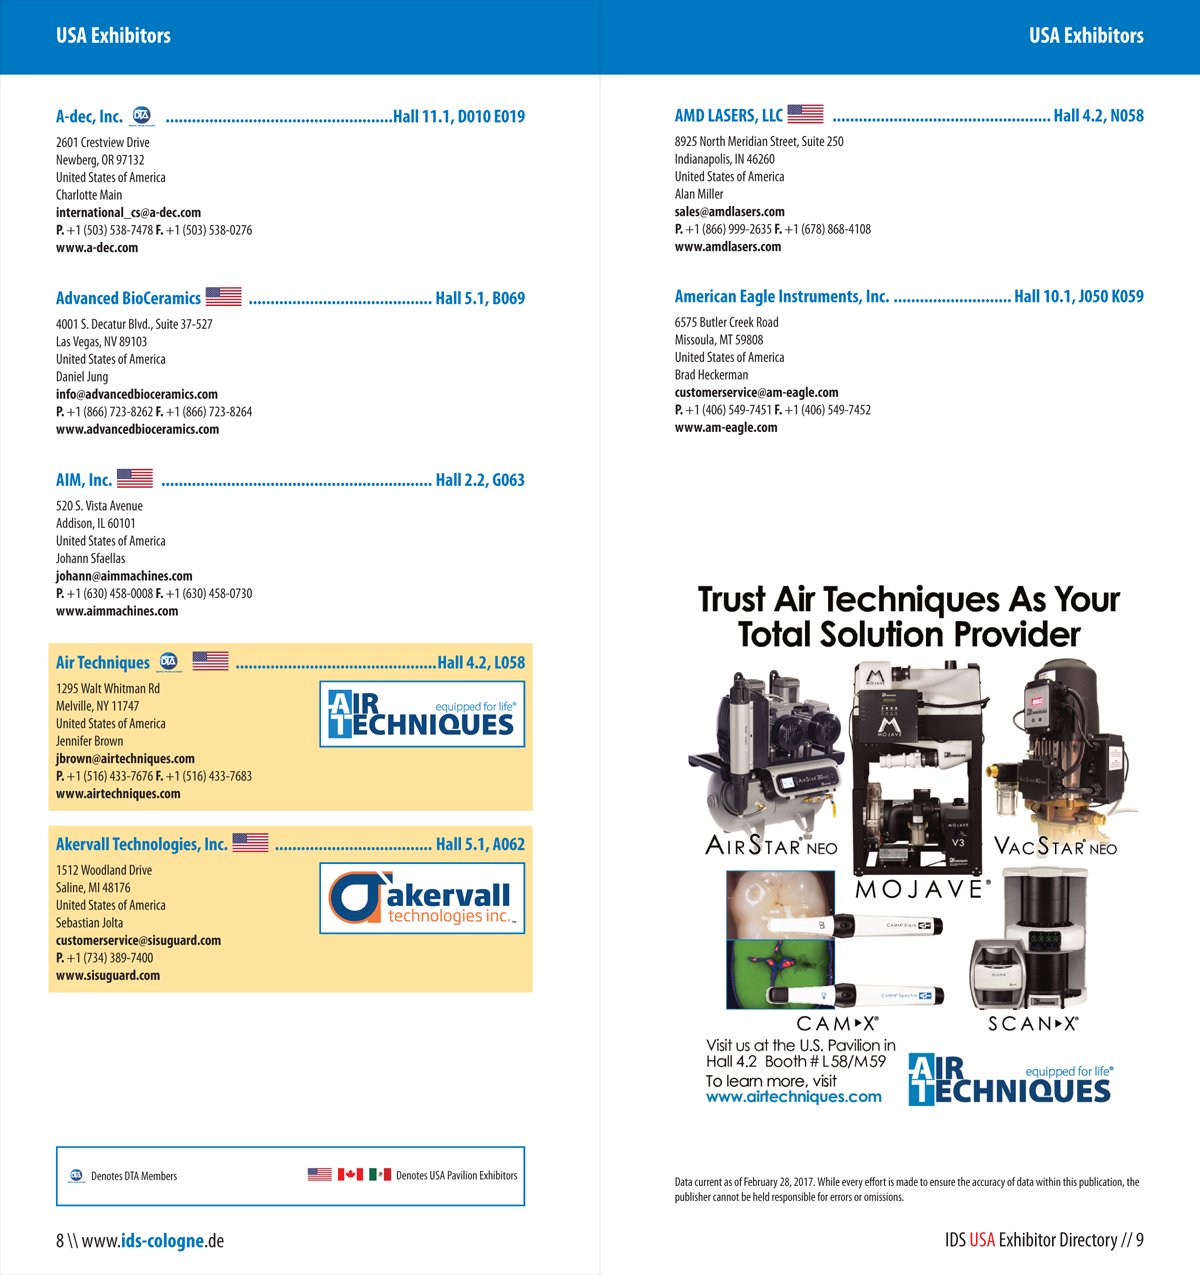 USA Exhibitors
A-dec, Inc. DTA ....................................................Hall 11.1, D010 E019
2601 Crestview Drive
Newberg, OR 97132
United States of America
Charlotte Main
international_cs@a-dec.com
P. +1 (503) 538-7478 F. +1 (503) 538-0276
www.a-dec.com
Advanced BioCeramics .......................................... Hall 5.1, B069
4001 S. Decatur Blvd., Suite 37-527
Las Vegas, NV 89103
United States of America
Daniel Jung
info@advancedbioceramics.com
P. +1 (866) 723-8262 F. +1 (866) 723-8264
www.advancedbioceramics.com
AIM, Inc. .............................................................. Hall 2.2, G063
520 S. Vista Avenue
Addison, IL 60101
United States of America
Johann Sfaellas
johann@aimmachines.com
P. +1 (630) 458-0008 F. +1 (630) 458-0730
www.aimmachines.com
Air Techniques DTA ..............................................Hall 4.2, L058
1295 Walt Whitman Rd
Melville, NY 11747
United States of America
Jennifer Brown
jbrown@airtechniques.com
P. +1 (516) 433-7676 F. +1 (516) 433-7683
www.airtechniques.com
AIR equipped for life®
TECHNIQUES
Akervall Technologies, Inc. .................................... Hall 5.1, A062
1512 Woodland Drive
Saline, MI 48176
United States of America
Sebastian Jolta
customerservice@sisuguard.com
P. +1 (734) 389-7400
www.sisuguard.com
akervall
technologies inc.™
DTA Denotes DTA Members
Denotes USA Pavilion Exhibitors
8 \\ www.ids-cologne.de
USA Exhibitors
AMD LASERS, LLC .................................................. Hall 4.2, N058
8925 North Meridian Street, Suite 250
Indianapolis, IN 46260
United States of America
Alan Miller
sales@amdlasers.com
P. +1 (866) 999-2635 F. +1 (678) 868-4108
www.amdlasers.com
American Eagle Instruments, Inc. ........................... Hall 10.1, J050 K059
6575 Butler Creek Road
Missoula, MT 59808
United States of America
Brad Heckerman
customerservice@am-eagle.com
P. +1 (406) 549-7451 F. +1 (406) 549-7452
www.am-eagle.com
Trust Air Techniques As Your
Total Solution Provider
MOJAVE
MOJAVE
AIRSTAR 30
MOJAVE
V3
AIRSTAR® NEO
MOJAVE®
VACSTAR® NEO
CAMX Elara
CAMX Spectra
CAM X®
SCAN X®
Visit us at the U.S. Pavilion in
Hall 4.2 Booth # L58/M59
To learn more, visit
www.airtechniques.com
AIR equipped for life®
TECHNIQUES
Data current as of February 28, 2017. While every effort is made to ensure the accuracy of data within this publication, the
publisher cannot be held responsible for errors or omissions.
IDS USA Exhibitor Directory // 9